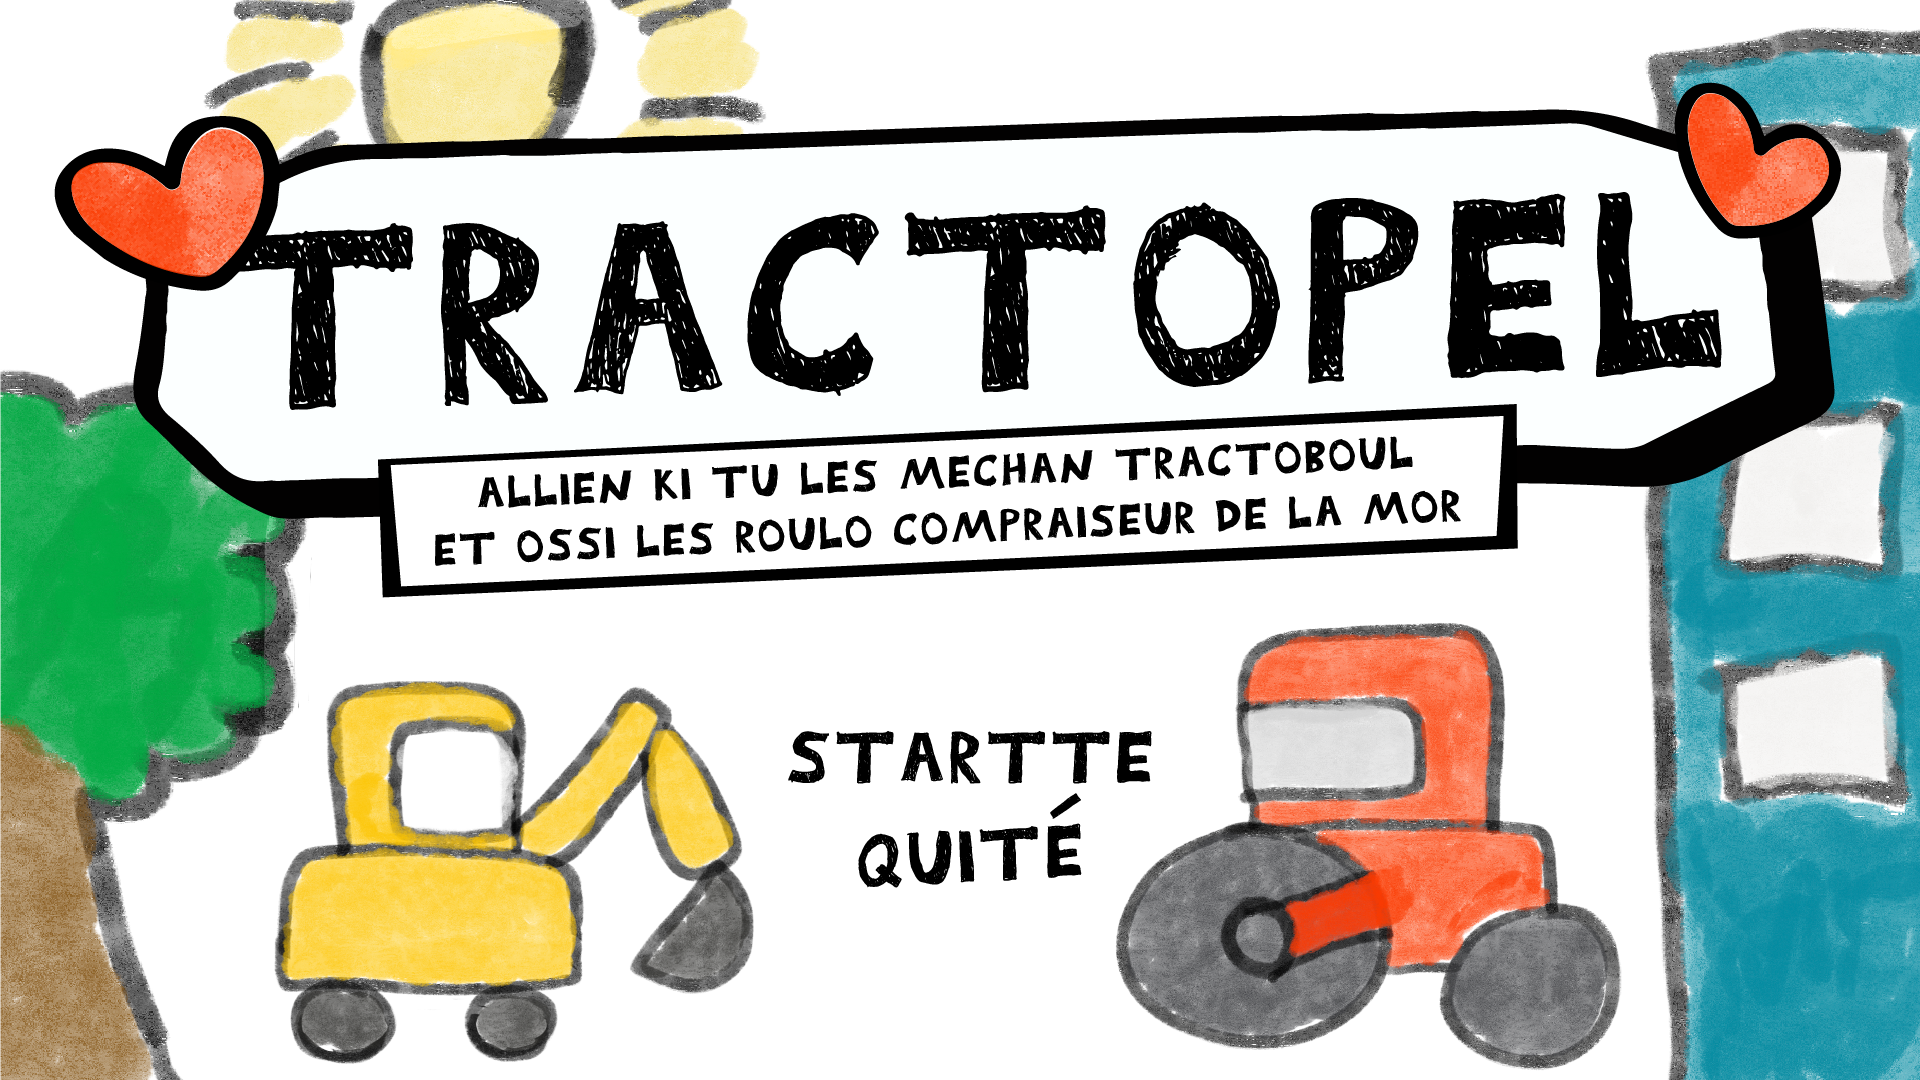 TRACTOPEL
ALLIEN KI TU LES MECHAN TRACTOBOUL
ET OSSI LES ROULO COMPRAISEUR DE LA MOR
STARTTE
QUITÉ